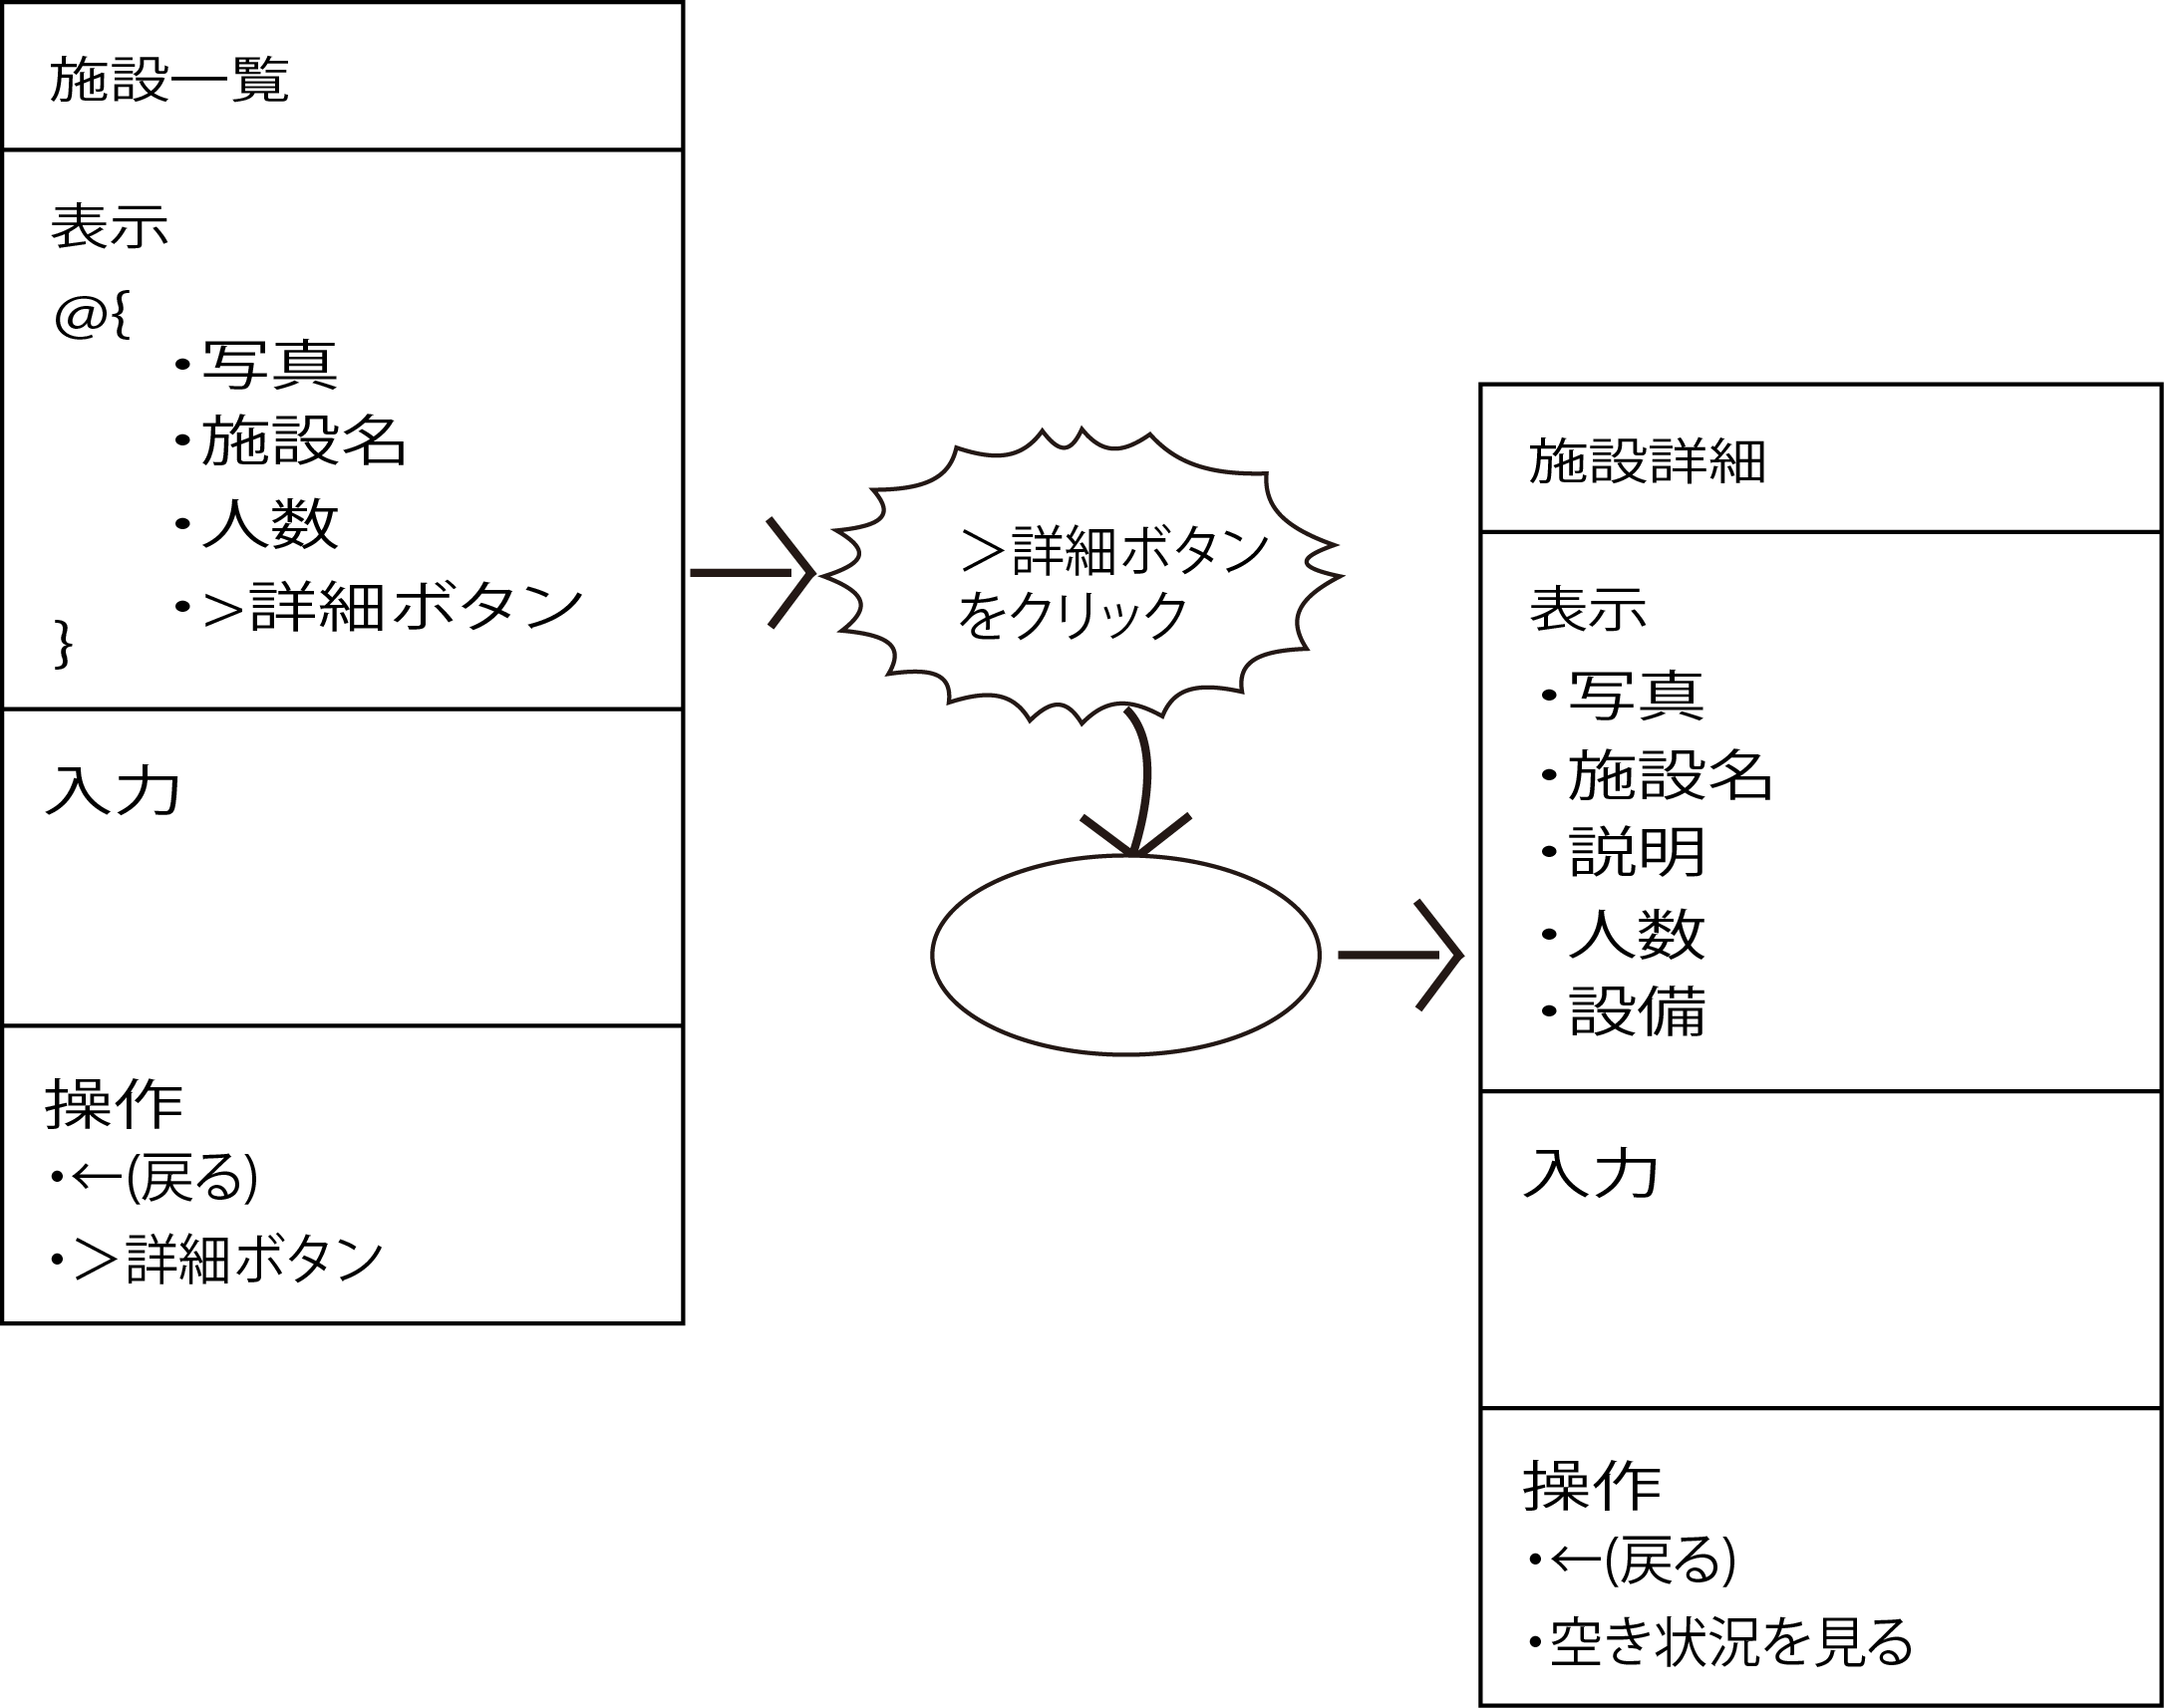 施設一覧
表示
@{
・写真
・施設名
・人数
・>詳細ボタン
}
入力
操作
・←(戻る)
・＞詳細ボタン
＞詳細ボタン
をクリック
施設詳細
表示
・写真
・施設名
・説明
・人数
・設備
入力
操作
・←(戻る)
・空き状況を見る